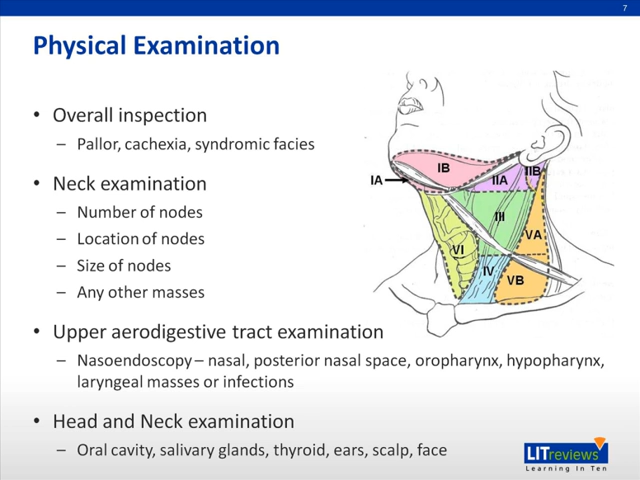 7
Physical Examination
• Overall inspection
– Pallor, cachexia, syndromic facies
• Neck examination
– Number of nodes
– Location of nodes
– Size of nodes
– Any other masses
• Upper aerodigestive tract examination
– Nasoendoscopy – nasal, posterior nasal space, oropharynx, hypopharynx,
laryngeal masses or infections
• Head and Neck examination
– Oral cavity, salivary glands, thyroid, ears, scalp, face
IA
IB
IIA
IIB
III
VA
VI
IV
VB
LITreviews
Learning In Ten